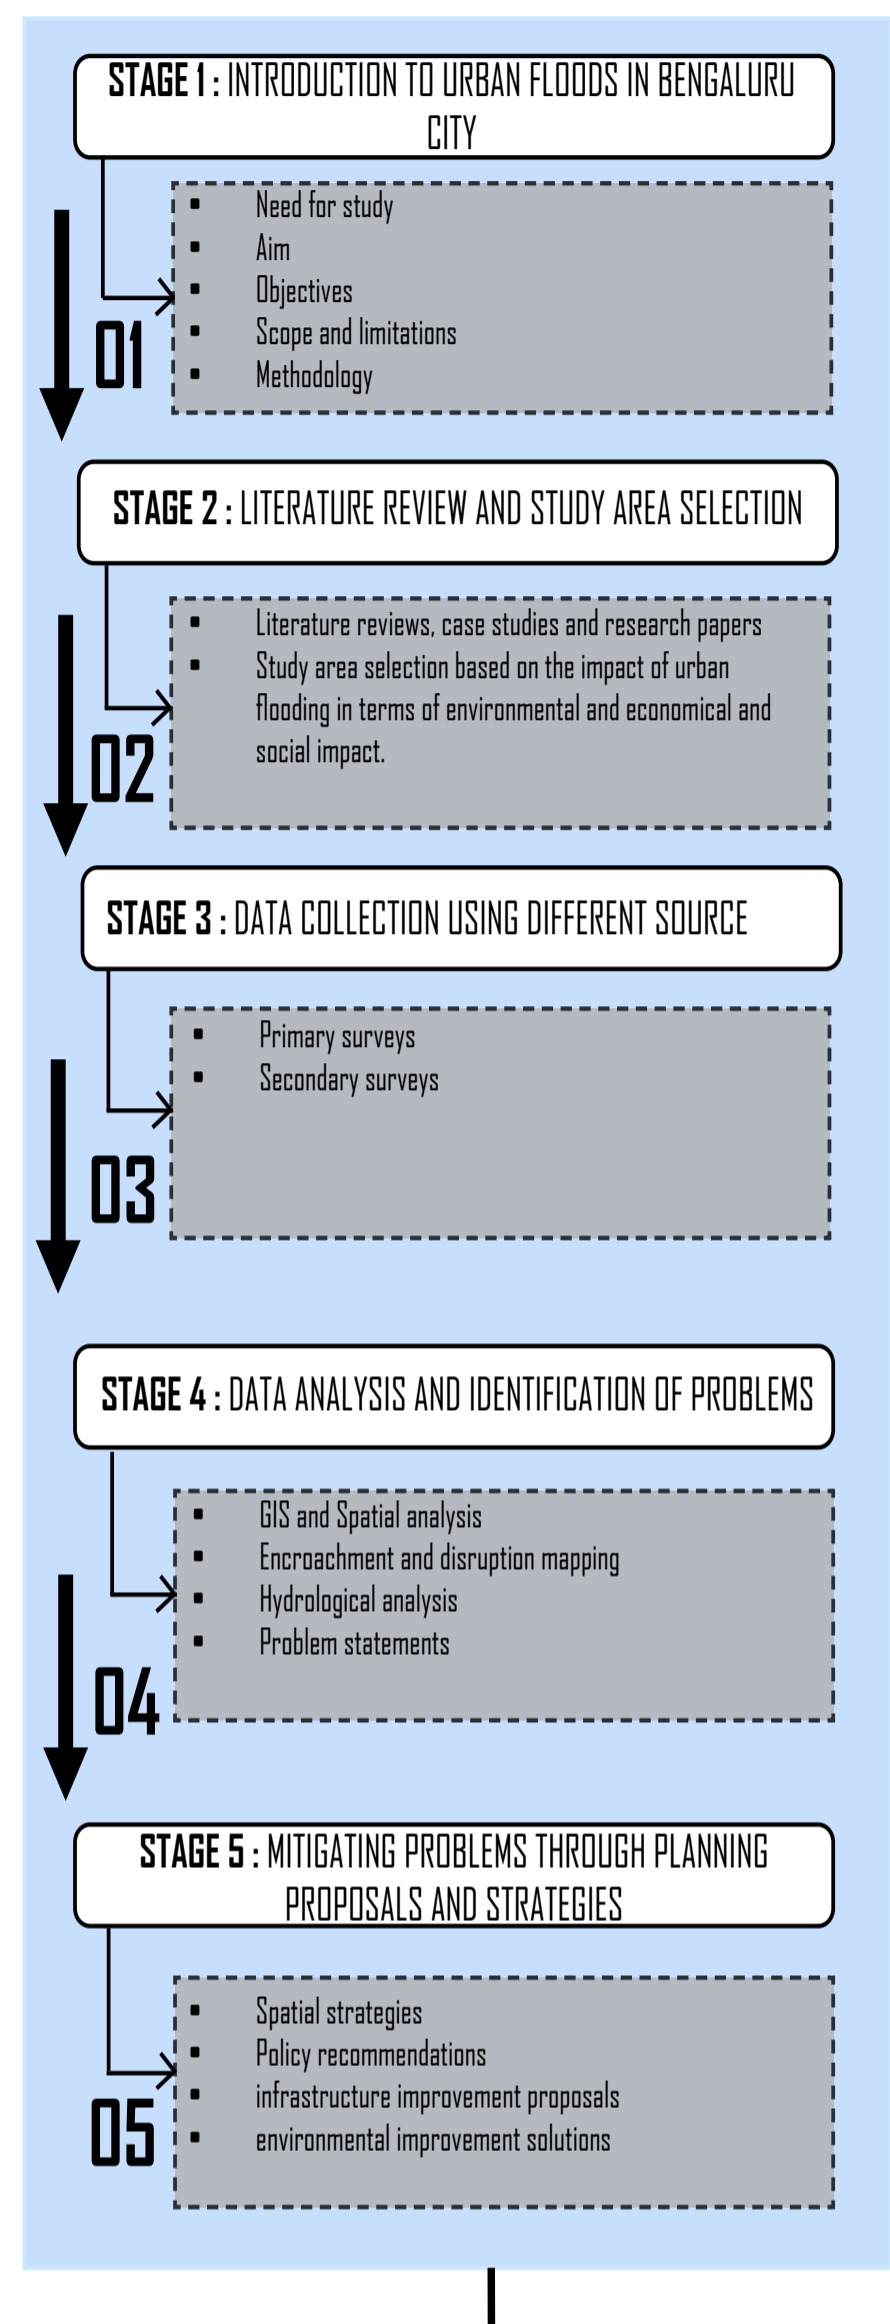 STAGE 1 : INTRODUCTION TO URBAN FLOODS IN BENGALURU
CITY
▪ Need for study
▪ Aim
▪ Objectives
▪ Scope and limitations
▪ Methodology
01
STAGE 2 : LITERATURE REVIEW AND STUDY AREA SELECTION
▪ Literature reviews, case studies and research papers
▪ Study area selection based on the impact of urban
flooding in terms of environmental and economical and
social impact.
02
STAGE 3 : DATA COLLECTION USING DIFFERENT SOURCE
▪ Primary surveys
▪ Secondary surveys
03
STAGE 4 : DATA ANALYSIS AND IDENTIFICATION OF PROBLEMS
▪ GIS and Spatial analysis
▪ Encroachment and disruption mapping
▪ Hydrological analysis
▪ Problem statements
04
STAGE 5 : MITIGATING PROBLEMS THROUGH PLANNING
PROPOSALS AND STRATEGIES
▪ Spatial strategies
▪ Policy recommendations
▪ infrastructure improvement proposals
▪ environmental improvement solutions
05